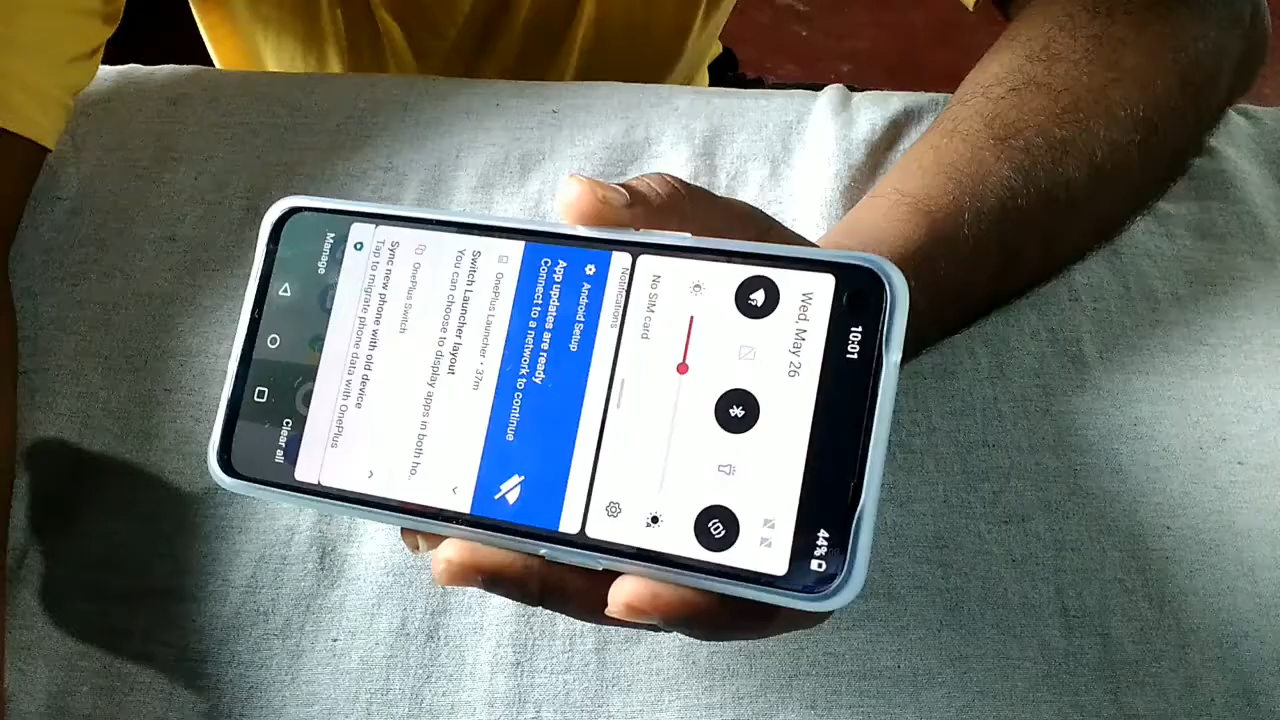 10:01
44%
Wed, May 26
No SIM card
Notifications
Android Setup
App updates are ready
Connect to a network to continue
OnePlus Launcher • 37m
Switch Launcher layout
You can choose to display apps in both ho..
OnePlus Switch
Sync new phone with old device
Tap to migrate phone data with OnePlus
Manage
Clear all